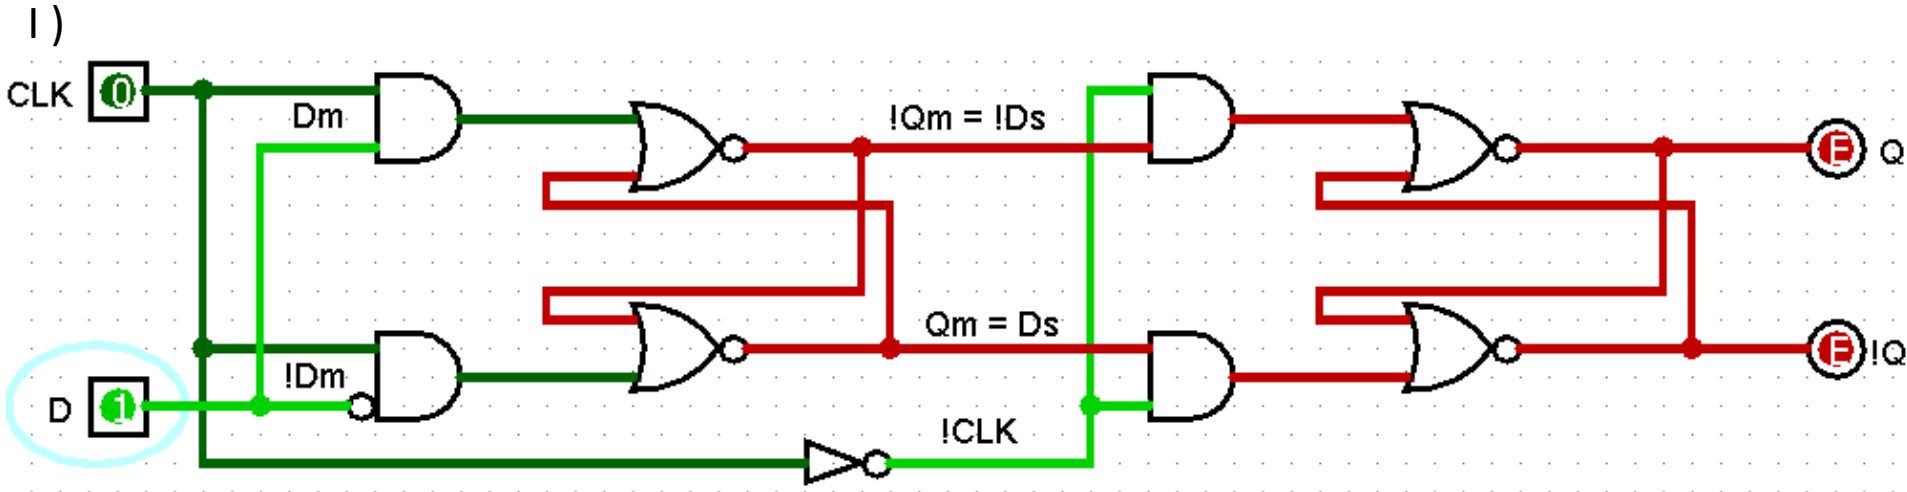 I )
CLK 0
Dm
!Qm = !Ds
E Q
Qm = Ds
!Dm
E !Q
D 1
!CLK